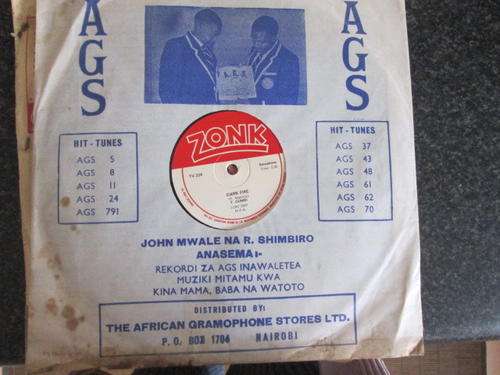 AGS
AGS
A.G.S.
HIT - TUNES
AGS 5
AGS 8
AGS 11
AGS 24
AGS 791
HIT - TUNES
AGS 37
AGS 43
AGS 48
AGS 61
AGS 62
AGS 70
ZONK
JOHN MWALE NA R. SHIMBIRO
ANASEMA:-
REKORDI ZA AGS INAWALETEA
MUZIKI MITAMU KWA
KINA MAMA, BABA NA WATOTO
DISTRIBUTED BY:
THE AFRICAN GRAMOPHONE STORES LTD.
P. O. BOX 1706 NAIROBI